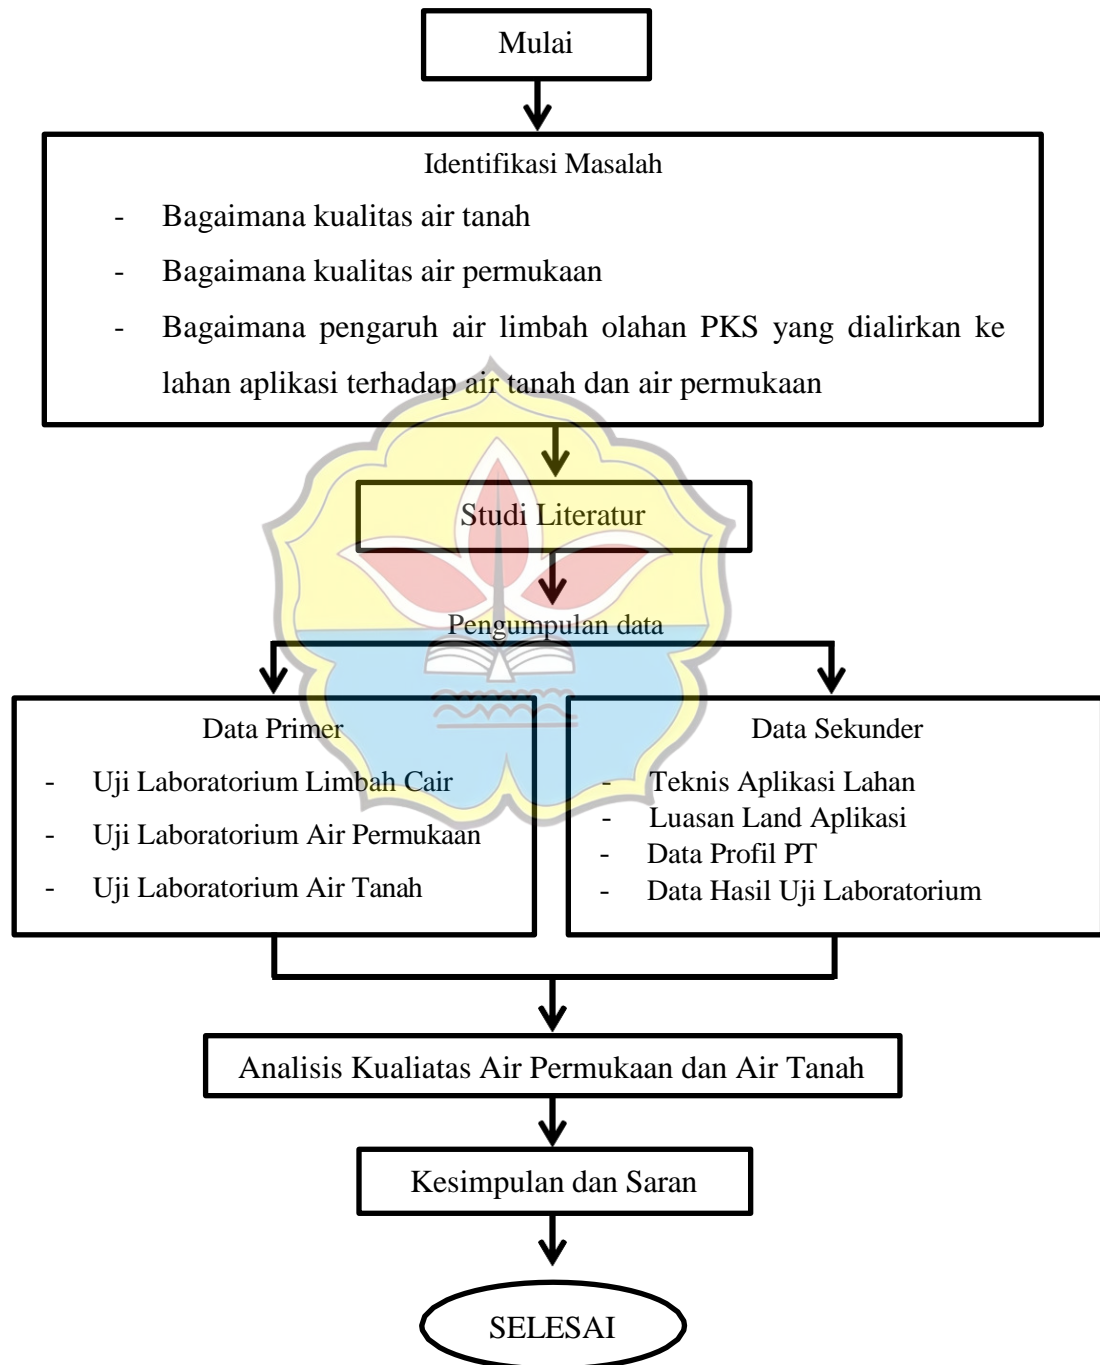 Mulai
Identifikasi Masalah
- Bagaimana kualitas air tanah
- Bagaimana kualitas air permukaan
- Bagaimana pengaruh air limbah olahan PKS yang dialirkan ke
lahan aplikasi terhadap air tanah dan air permukaan
Studi Literatur
Pengumpulan data
Data Primer
- Uji Laboratorium Limbah Cair
- Uji Laboratorium Air Permukaan
- Uji Laboratorium Air Tanah
Data Sekunder
- Teknis Aplikasi Lahan
- Luasan Land Aplikasi
- Data Profil PT
- Data Hasil Uji Laboratorium
Analisis Kualiatas Air Permukaan dan Air Tanah
Kesimpulan dan Saran
SELESAI